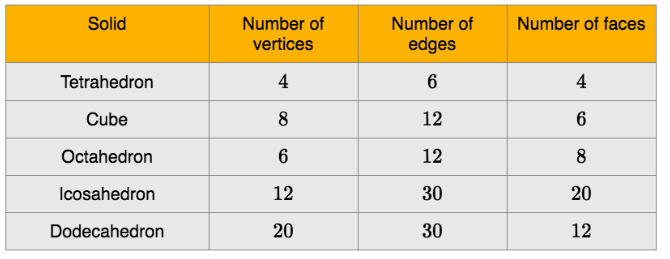 Solid Number of vertices Number of edges Number of faces
Tetrahedron 4 6 4
Cube 8 12 6
Octahedron 6 12 8
Icosahedron 12 30 20
Dodecahedron 20 30 12